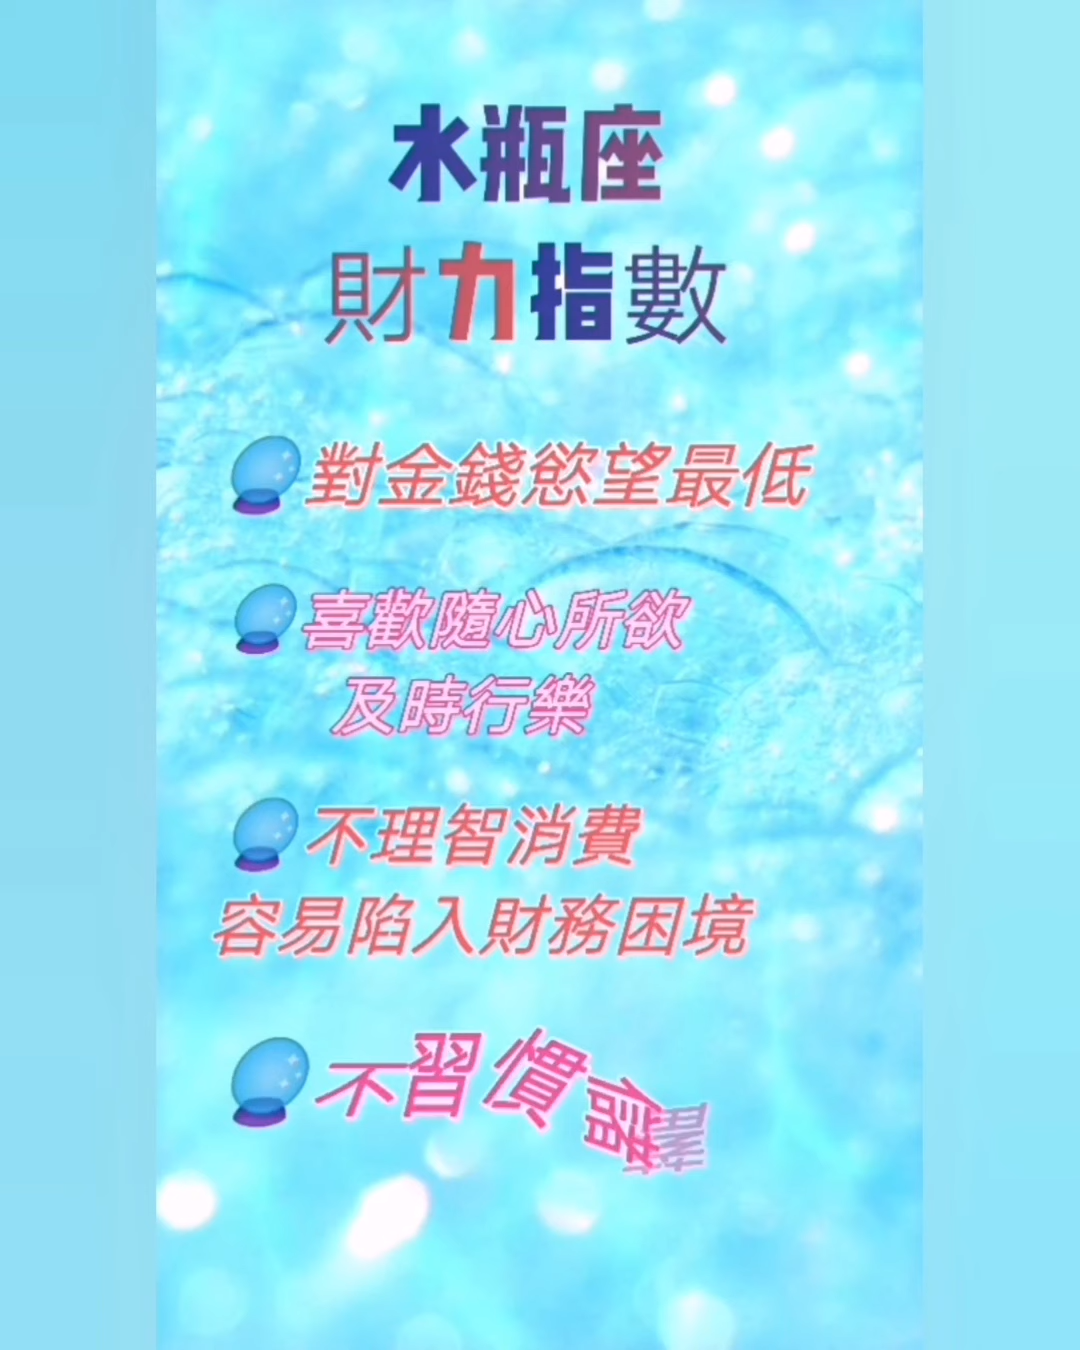 水瓶座
財力指數
對金錢慾望最低
喜歡隨心所欲
及時行樂
不理智消費
容易陷入財務困境
不習慣儲蓄